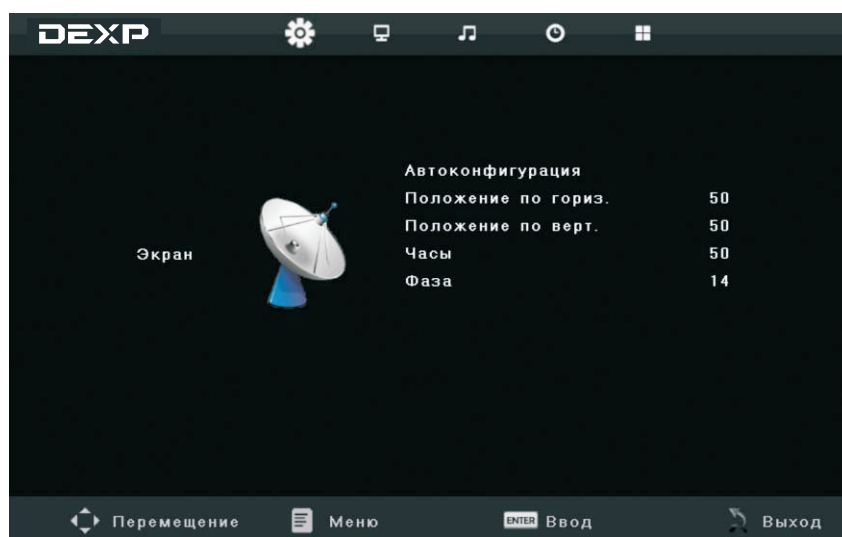 DEXP
Автоконфигурация
Положение по гориз. 50
Положение по верт. 50
Экран
Часы 50
Фаза 14
Перемещение Меню ENTER Ввод Выход